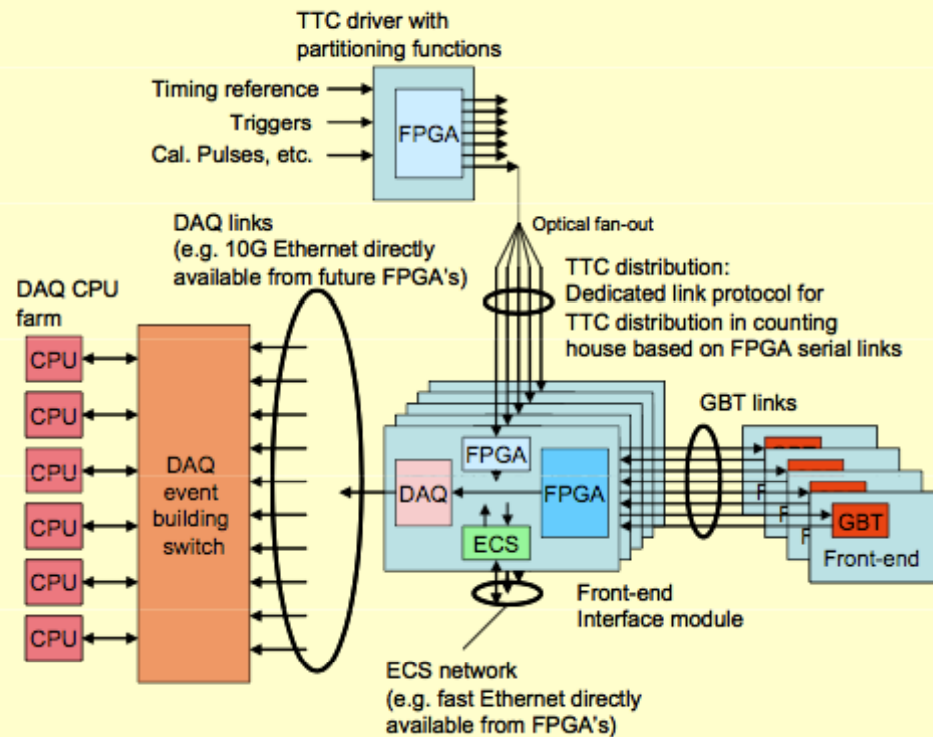 TTC driver with
partitioning functions
Timing reference
Triggers
Cal. Pulses, etc.
FPGA
DAQ links
(e.g. 10G Ethernet directly
available from future FPGA's)
Optical fan-out
TTC distribution:
Dedicated link protocol for
TTC distribution in counting
house based on FPGA serial links
DAQ CPU
farm
CPU
CPU
CPU
CPU
CPU
CPU
DAQ
event
building
switch
GBT links
FPGA
DAQ
FPGA
ECS
GBT
Front-end
Front-end
Interface module
ECS network
(e.g. fast Ethernet directly
available from FPGA's)